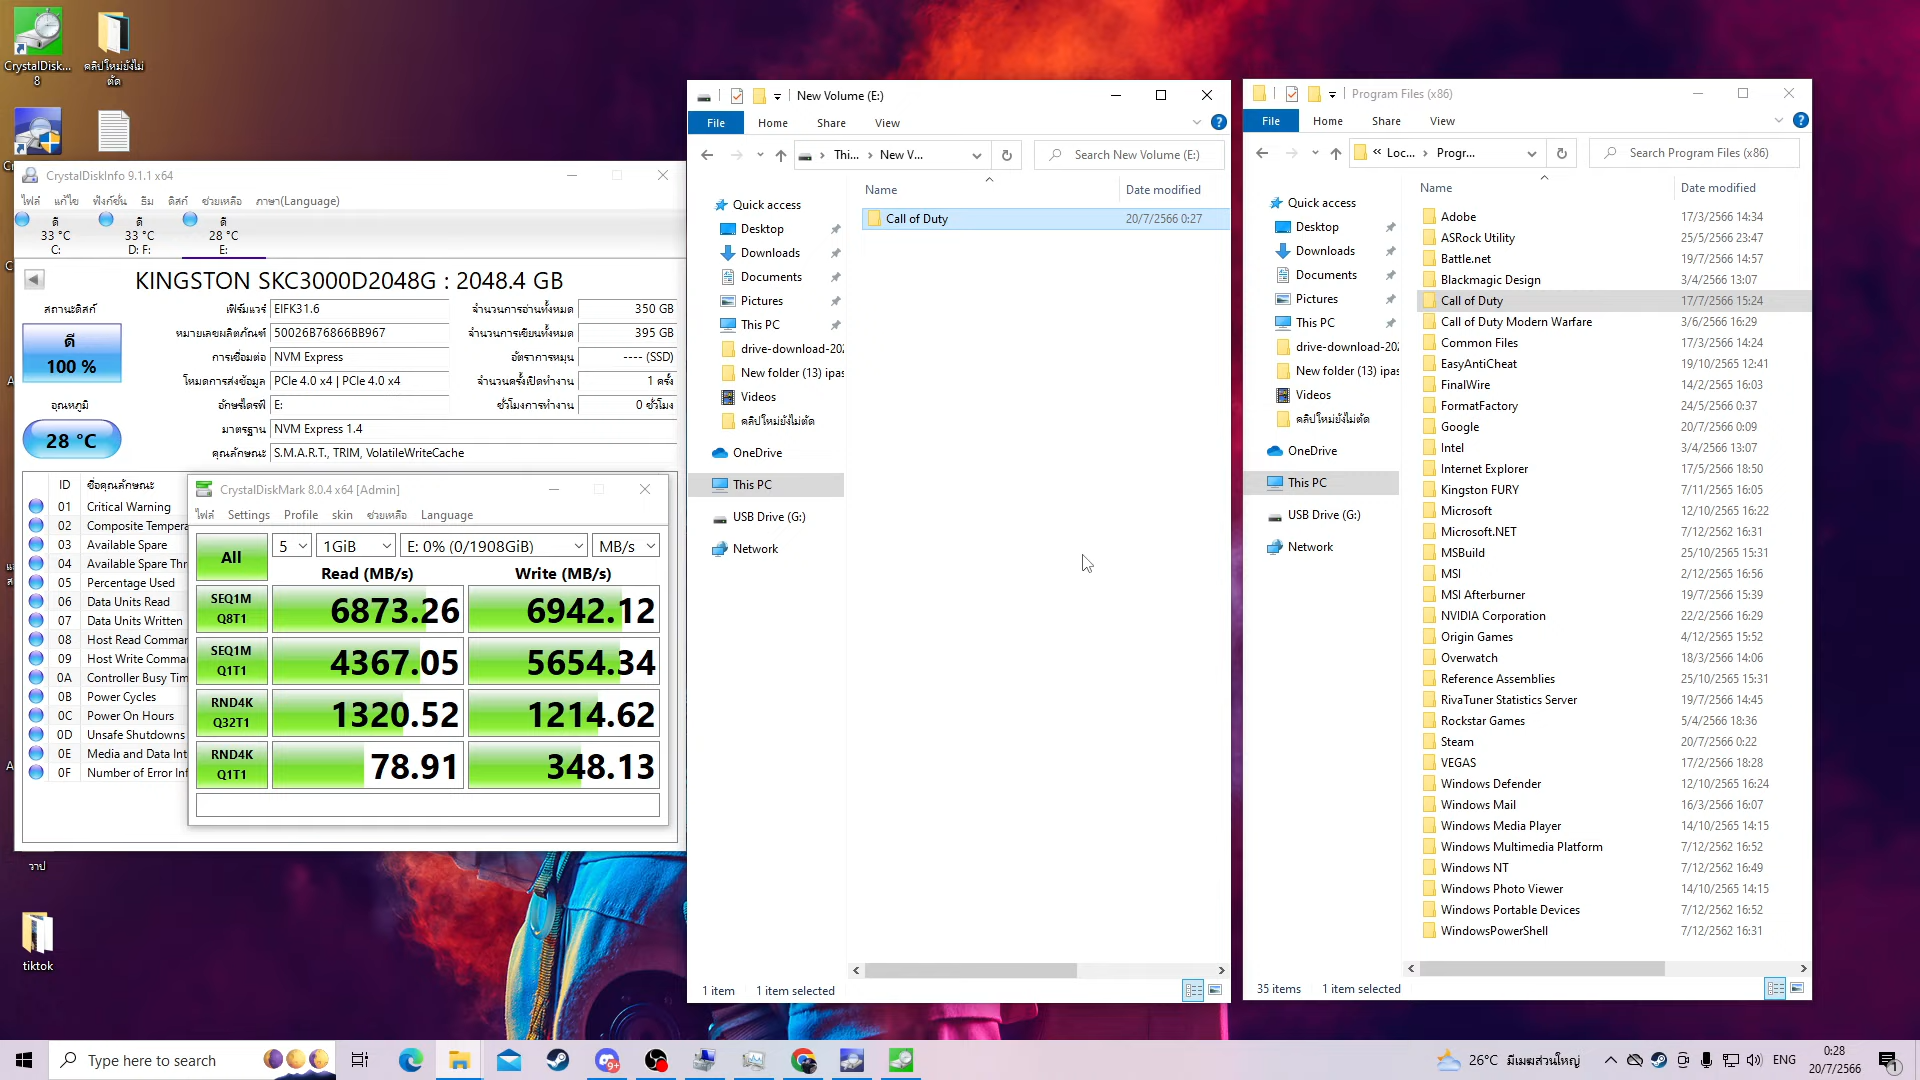 CrystalDisk...
8
คลิปใหม่ยังไม่
ตัด
CrystalDiskInfo 9.1.1 x64
ไฟล์ แก้ไข ฟังก์ชั่น ธีม ดิสก์ ช่วยเหลือ ภาษา(Language)
ดี ดี ดี
33 °C 33 °C 28 °C
C: D: F: E:
KINGSTON SKC3000D2048G : 2048.4 GB
สถานะดิสก์
ดี
100 %
อุณหภูมิ
28 °C
เฟิร์มแวร์ EIFK31.6 จำนวนการอ่านทั้งหมด 350 GB
หมายเลขผลิตภัณฑ์ 50026B76866BB967 จำนวนการเขียนทั้งหมด 395 GB
การเชื่อมต่อ NVM Express อัตราการหมุน ---- (SSD)
โหมดการส่งข้อมูล PCIe 4.0 x4 | PCIe 4.0 x4 จำนวนครั้งเปิดทำงาน 1 ครั้ง
อักษรไดรฟ์ E: ชั่วโมงการทำงาน 0 ชั่วโมง
มาตรฐาน NVM Express 1.4
คุณลักษณะ S.M.A.R.T., TRIM, VolatileWriteCache
ID ชื่อคุณลักษณะ
01 Critical Warning
02 Composite Tempera
03 Available Spare
04 Available Spare Thr
05 Percentage Used
06 Data Units Read
07 Data Units Written
08 Host Read Comman
09 Host Write Comma
0A Controller Busy Tim
0B Power Cycles
0C Power On Hours
0D Unsafe Shutdowns
0E Media and Data Int
0F Number of Error Inf
CrystalDiskMark 8.0.4 x64 [Admin]
ไฟล์ Settings Profile skin ช่วยเหลือ Language
All 5 1GiB E: 0% (0/1908GiB) MB/s
Read (MB/s) Write (MB/s)
SEQ1M
Q8T1 6873.26 6942.12
SEQ1M
Q1T1 4367.05 5654.34
RND4K
Q32T1 1320.52 1214.62
RND4K
Q1T1 78.91 348.13
วาป
tiktok
New Volume (E:)
File Home Share View
Thi... New V... Search New Volume (E:)
Name Date modified
Call of Duty 20/7/2566 0:27
Quick access
Desktop
Downloads
Documents
Pictures
This PC
drive-download-202
New folder (13) ipas
Videos
คลิปใหม่ยังไม่ตัด
OneDrive
This PC
USB Drive (G:)
Network
1 item 1 item selected
Program Files (x86)
File Home Share View
« Loc... Progr... Search Program Files (x86)
Quick access
Desktop
Downloads
Documents
Pictures
This PC
drive-download-202
New folder (13) ipas
Videos
คลิปใหม่ยังไม่ตัด
OneDrive
This PC
USB Drive (G:)
Network
Name Date modified
Adobe 17/3/2566 14:34
ASRock Utility 25/5/2566 23:47
Battle.net 19/7/2566 14:57
Blackmagic Design 3/4/2566 13:07
Call of Duty 17/7/2566 15:24
Call of Duty Modern Warfare 3/6/2566 16:29
Common Files 17/3/2566 14:24
EasyAntiCheat 19/10/2565 12:41
FinalWire 14/2/2566 16:03
FormatFactory 24/5/2566 0:37
Google 20/7/2566 0:09
Intel 3/4/2566 13:07
Internet Explorer 17/5/2566 18:50
Kingston FURY 7/11/2565 16:05
Microsoft 12/10/2565 16:22
Microsoft.NET 7/12/2562 16:31
MSBuild 25/10/2565 15:31
MSI 2/12/2565 16:56
MSI Afterburner 19/7/2566 15:39
NVIDIA Corporation 22/2/2566 16:29
Origin Games 4/12/2565 15:52
Overwatch 18/3/2566 14:06
Reference Assemblies 25/10/2565 15:31
RivaTuner Statistics Server 19/7/2566 14:45
Rockstar Games 5/4/2566 18:36
Steam 20/7/2566 0:22
VEGAS 17/2/2566 18:28
Windows Defender 12/10/2565 16:24
Windows Mail 16/3/2566 16:07
Windows Media Player 14/10/2565 14:15
Windows Multimedia Platform 7/12/2562 16:52
Windows NT 7/12/2562 16:49
Windows Photo Viewer 14/10/2565 14:15
Windows Portable Devices 7/12/2562 16:52
WindowsPowerShell 7/12/2562 16:31
35 items 1 item selected
Type here to search
9+
26°C มีเมฆส่วนใหญ่ ENG
0:28
20/7/2566
1